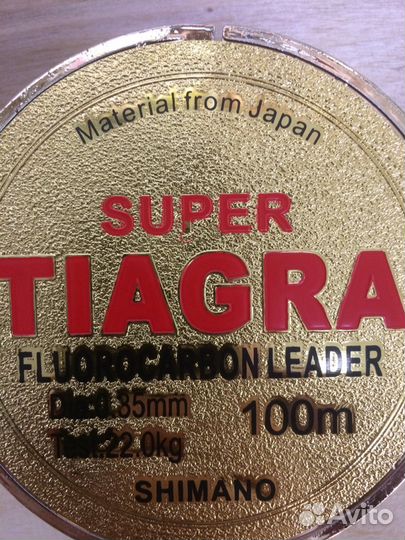 Material from Japan
SUPER
TIAGRA
FLUOROCARBON LEADER
Dia:0.85mm
100m
Test:22.0kg
SHIMANO
Avito